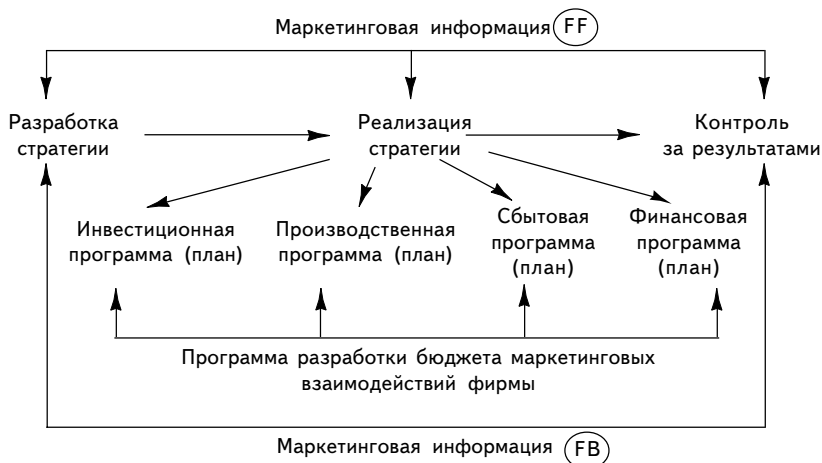 Маркетинговая информация FF
Разработка
стратегии
Реализация
стратегии
Контроль
за результатами
Инвестиционная
программа (план)
Производственная
программа (план)
Сбытовая
программа
(план)
Финансовая
программа
(план)
Программа разработки бюджета маркетинговых
взаимодействий фирмы
Маркетинговая информация FB